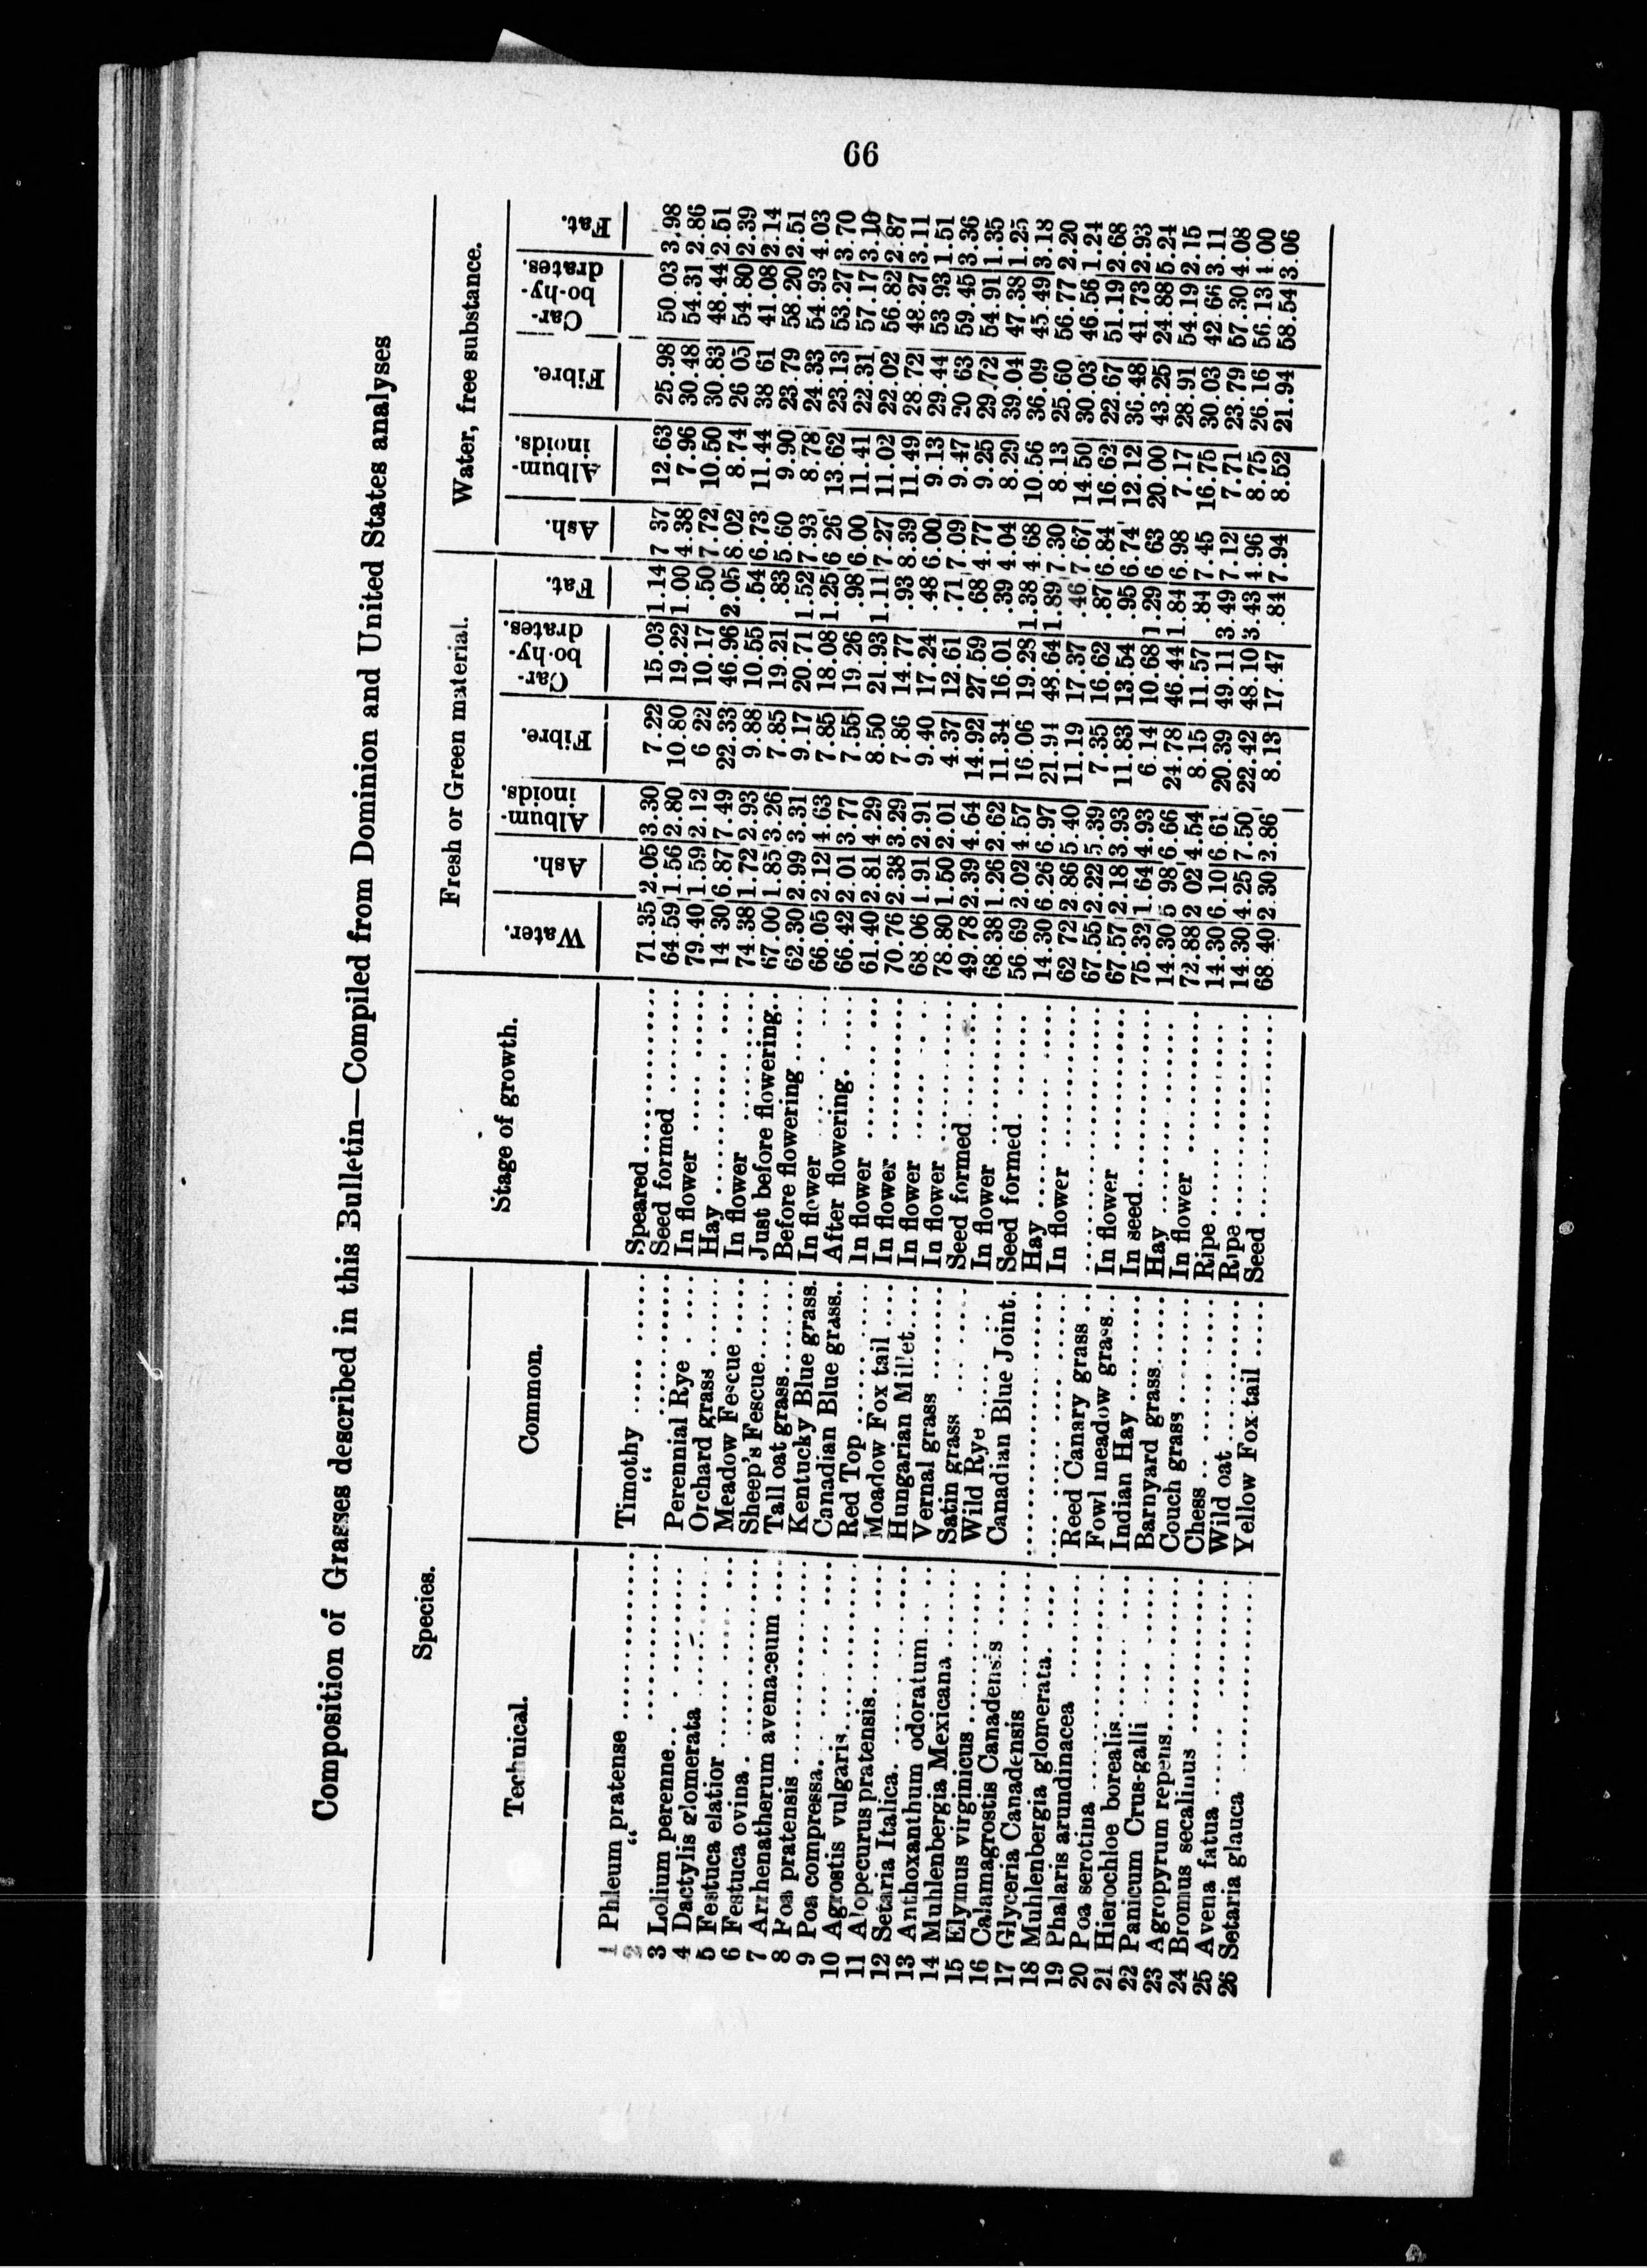 66
Composition of Grasses described in this Bulletin—Compiled from Dominion and United States analyses
Species. Stage of growth. Fresh or Green material. Water, free substance.
Technical. Common. Water. Ash. Album-inoids. Fibre. Car-bo-hy-drates. Fat. Ash. Album-inoids. Fibre. Car-bo-hy-drates. Fat.
1 Phleum pratense Timothy Speared 71.35 2.05 3.30 7.22 15.03 1.14 7 37 12.63 25.98 50.03 3.98
2 " " Seed formed 64.59 1.56 2.80 10.80 19.22 1.00 4.38 7.96 30.48 54.31 2.86
3 Lolium perenne Perennial Rye In flower 79.40 1.59 2.12 6 22 10.17 .50 7.72 10.50 30.83 48.44 2.51
4 Dactylis glomerata Orchard grass Hay 14 30 6.87 7.49 22.33 46.96 2.05 8.02 8.74 26 05 54.80 2.39
5 Festuca elatior Meadow Fescue In flower 74.38 1.72 2.93 9.88 10.55 .54 6.73 11.44 38 61 41.08 2.14
6 Festuca ovina Sheep's Fescue Just before flowering 67.00 1.85 3.26 7.85 19.21 .83 5.60 9.90 23.79 58.20 2.51
7 Arrhenatherum avenaceum Tall oat grass Before flowering 62.30 2.99 3.31 9.17 20.71 1.52 7.93 8.78 24.33 54.93 4.03
8 Poa pratensis Kentucky Blue grass. In flower 66.05 2.12 4.63 7.85 18.08 1.25 6 26 13.62 23.13 53.27 3.70
9 Poa compressa Canadian Blue grass After flowering. 66.42 2.01 3.77 7.55 19.26 .98 6.00 11.41 22.31 57.17 3.10
10 Agrostis vulgaris Red Top In flower 61.40 2.81 4.29 8.50 21.93 1.11 7.27 11.02 22.02 56.82 2.87
11 Alopecurus pratensis Moadow Fox tail In flower 70.76 2.38 3.29 7.86 14.77 .93 8.39 11.49 28.72 48.27 3.11
12 Setaria Italica. Hungarian Millet In flower 68.06 1.91 2.91 9.40 17.24 .48 6.00 9.13 29.44 53 93 1.51
13 Anthoxanthum odoratum Vernal grass In flower 78.80 1.50 2.01 4.37 12.61 .71 7.09 9.47 20 63 59.45 3.36
14 Muhlenbergia Mexicana Satin grass Seed formed 49.78 2.39 4.64 14.92 27.59 .68 4.77 9.25 29.72 54.91 1.35
15 Elymus virginicus Wild Rye In flower 68.38 1.26 2.62 11.34 16.01 .39 4.04 8.29 39.04 47.38 1.25
16 Calamagrostis Canadensis Canadian Blue Joint. Seed formed. 56.69 2.02 4.57 16.06 19.28 1.38 4.68 10.56 36.09 45.49 3.18
17 Glyceria Canadensis Hay 14.30 6.26 6.97 21.94 48.64 1.89 7.30 8.13 25.60 56.77 2.20
18 Muhlenbergia glomerata. In flower 62 72 2.86 5.40 11.19 17.37 .46 7.67 14.50 30.03 46.56 1.24
19 Phalaris arundinacea Reed Canary grass 67.55 2.22 5.39 7.35 16.62 .87 6.84 16.62 22.67 51.19 2.68
20 Poa serotina Fowl meadow grass In flower 67.57 2.18 3.93 11.83 13.54 .95 6.74 12.12 36.48 41.73 2.93
21 Hierochloe borealis Indian Hay In seed 75.32 1.64 4.93 6.14 10.68 1.29 6 63 20.00 43.25 24.88 5.24
22 Panicum Crus-galli Barnyard grass Hay 14.30 5 98 6.66 24.78 46.44 1.84 6.98 7.17 28.91 54.19 2.15
23 Agropyrum repens Couch grass In flower 72.88 2 02 4.54 8.15 11.57 .84 7.45 16.75 30.03 42.66 3.11
24 Bromus secalinus Chess Ripe 14.30 6.10 6.61 20.39 49.11 3.49 7.12 7.71 23.79 57.30 4.08
25 Avena fatua Wild oat Ripe 14.30 4.25 7.50 22.42 48.10 3.43 4.96 8.75 26.16 56.13 4.00
26 Setaria glauca Yellow Fox-tail Seed 68.40 2.30 2.86 8.13 17.47 .84 7.94 8.52 21.94 58.54 3.06